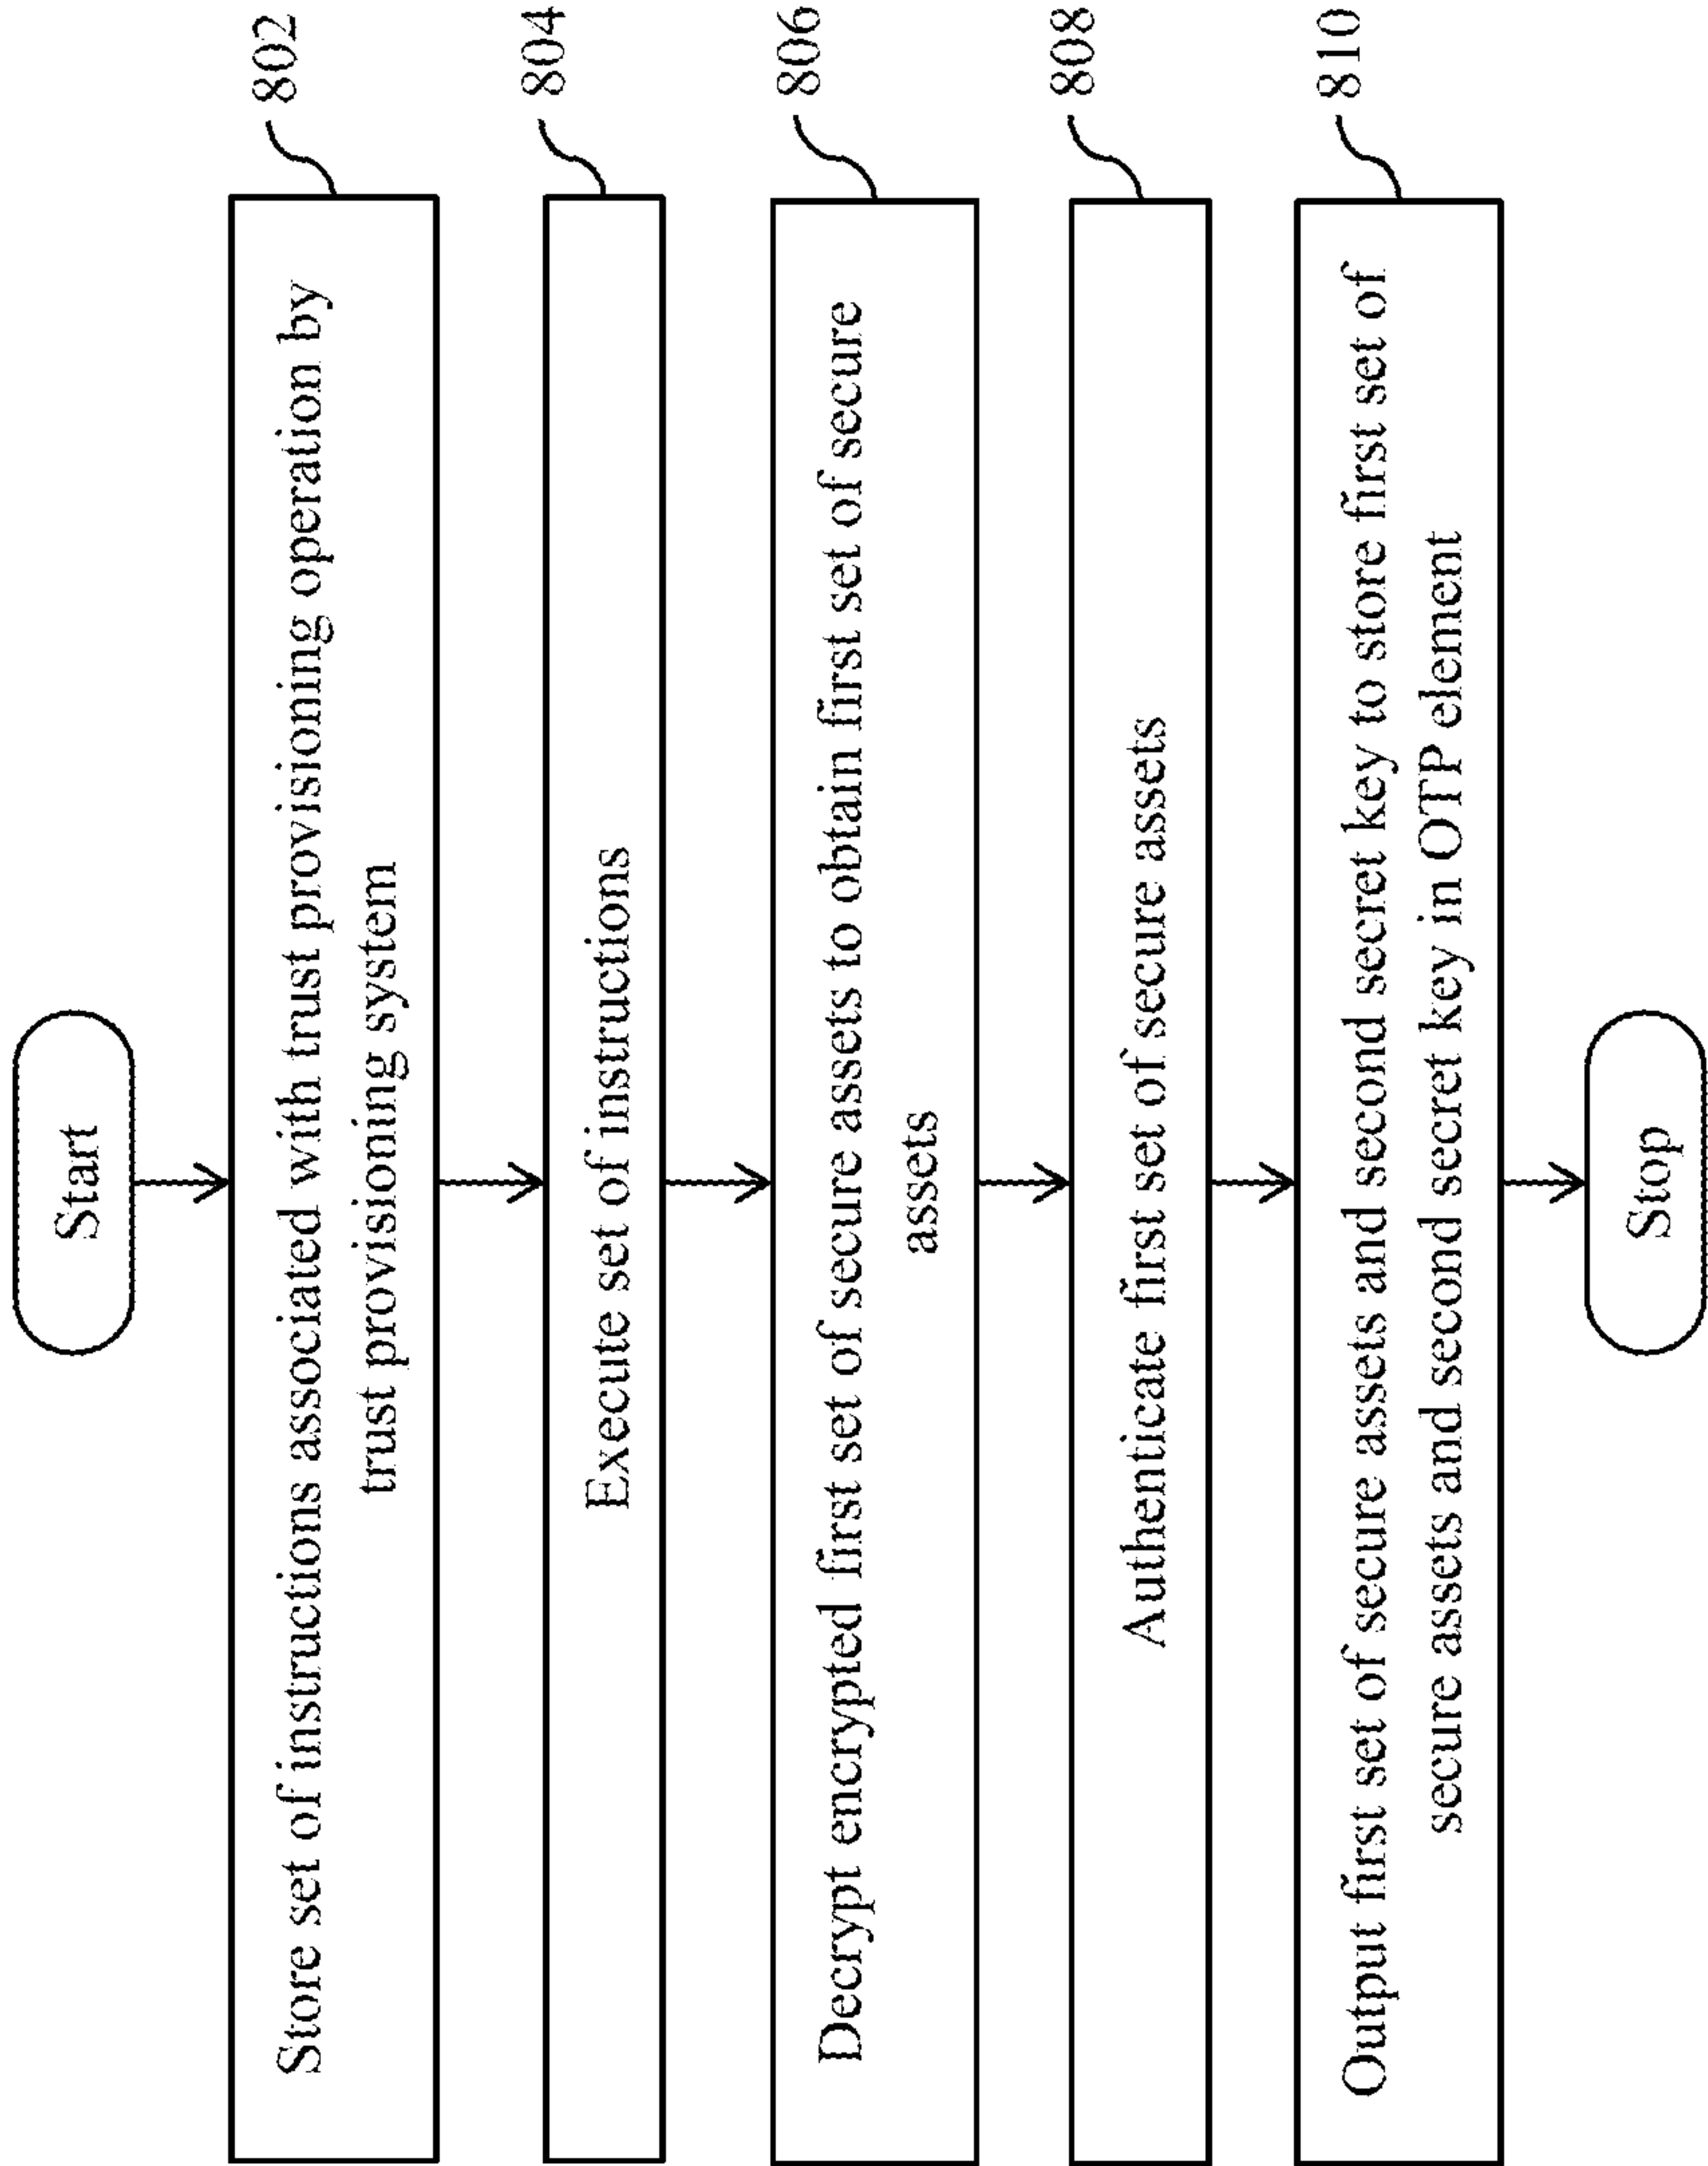 Start
Store set of instructions associated with trust provisioning operation by
trust provisioning system
802
Execute set of instructions
804
Decrypt encrypted first set of secure assets to obtain first set of secure
assets
806
Authenticate first set of secure assets
808
Output first set of secure assets and second secret key to store first set of
secure assets and second secret key in OTP element
810
Stop